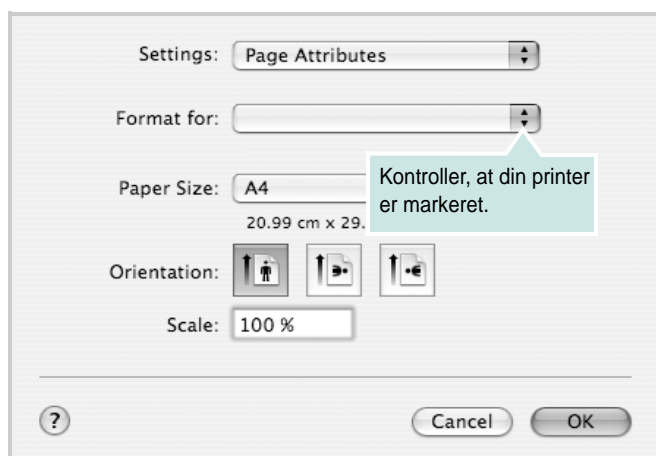 Settings: Page Attributes
Format for:
Kontroller, at din printer
er markeret.
Paper Size: A4
20.99 cm x 29.
Orientation:
Scale: 100 %
? Cancel OK